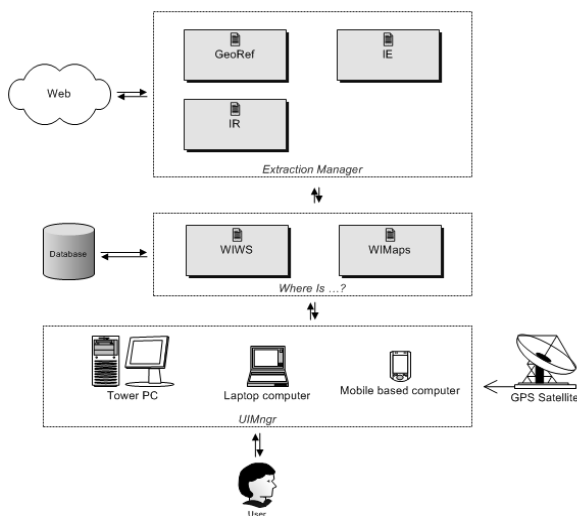 GeoRef
IE
Web
IR
Extraction Manager
Database
WIWS
WIMaps
Where Is ...?
Tower PC
Laptop computer
Mobile based computer
GPS Satellite
UIMngr
User